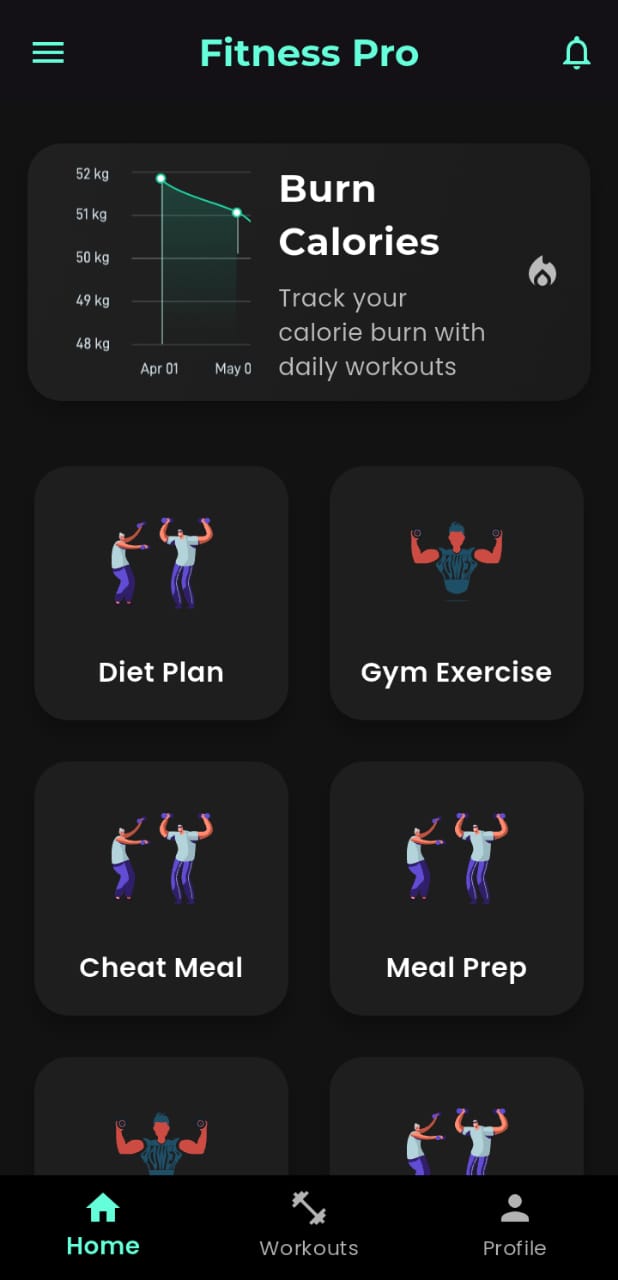 Fitness Pro
52 kg
51 kg
50 kg
49 kg
48 kg
Apr 01
May 0
Burn
Calories
Track your
calorie burn with
daily workouts
Diet Plan
Gym Exercise
Cheat Meal
Meal Prep
Home
Workouts
Profile